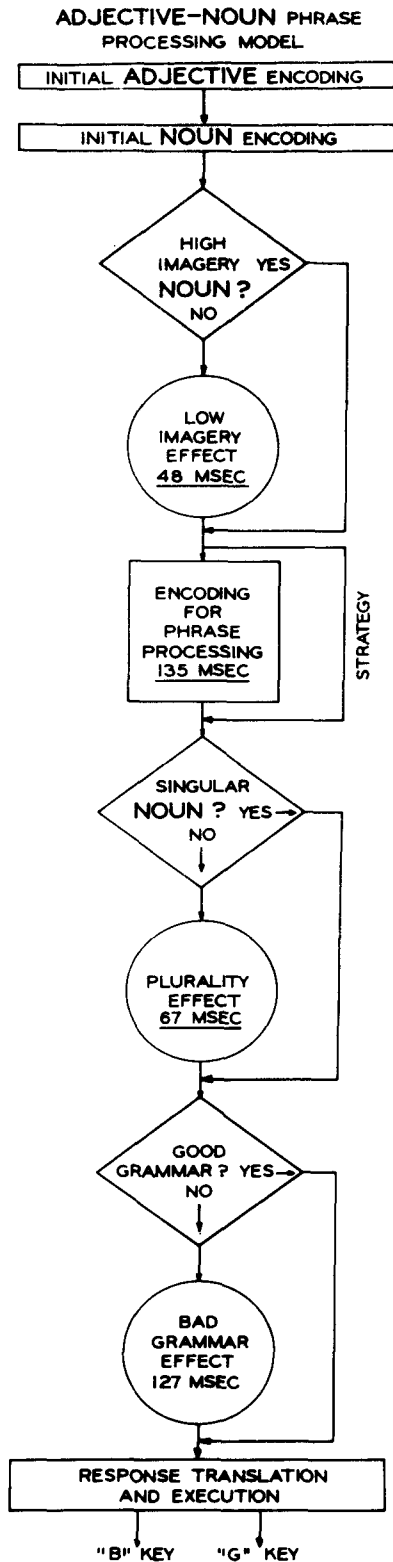 ADJECTIVE-NOUN PHRASE
PROCESSING MODEL
INITIAL ADJECTIVE ENCODING
INITIAL NOUN ENCODING
HIGH
IMAGERY YES
NOUN ?
NO
LOW
IMAGERY
EFFECT
48 MSEC
ENCODING
FOR
PHRASE
PROCESSING
135 MSEC
STRATEGY
SINGULAR
NOUN ? YES
NO
PLURALITY
EFFECT
67 MSEC
GOOD
GRAMMAR ? YES
NO
BAD
GRAMMAR
EFFECT
127 MSEC
RESPONSE TRANSLATION
AND EXECUTION
"B" KEY "G" KEY